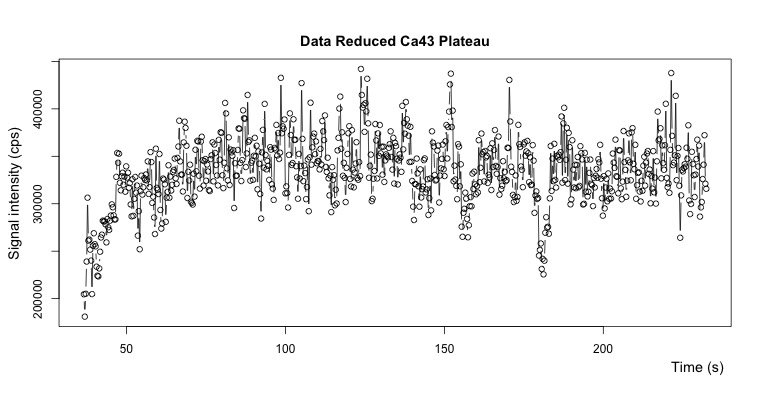 Data Reduced Ca43 Plateau
Signal intensity (cps)
400000
300000
200000
50 100 150 200
Time (s)